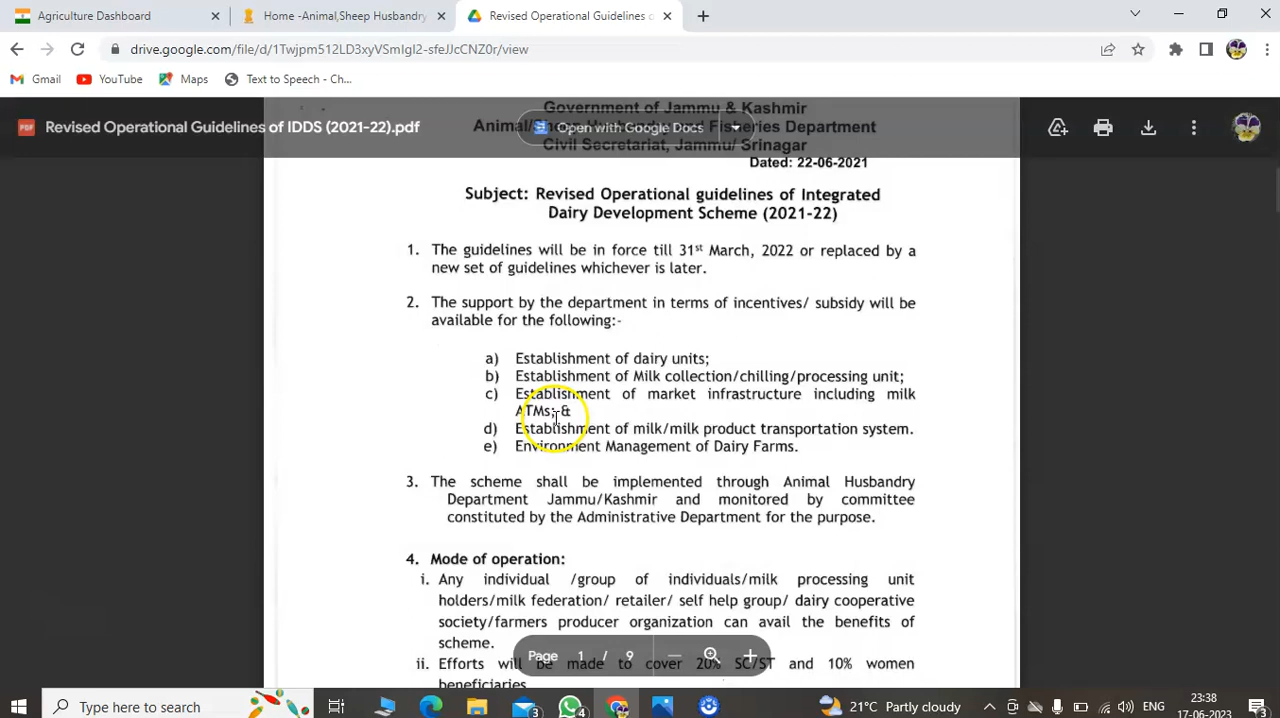 Agriculture Dashboard
Home -Animal,Sheep Husbandry
Revised Operational Guidelines
drive.google.com/file/d/1Twjpm512LD3xyVSmIgI2-sfeJJcCNZ0r/view
Gmail YouTube Maps Text to Speech - Ch...
Government of Jammu & Kashmir
Revised Operational Guidelines of IDDS (2021-22).pdf
Open with Google Docs
Animal/Sheep Husbandry and Fisheries Department
Civil Secretariat, Jammu/ Srinagar
Dated: 22-06-2021
Subject: Revised Operational guidelines of Integrated
Dairy Development Scheme (2021-22)
1. The guidelines will be in force till 31st March, 2022 or replaced by a
new set of guidelines whichever is later.
2. The support by the department in terms of incentives/ subsidy will be
available for the following:-
a) Establishment of dairy units;
b) Establishment of Milk collection/chilling/processing unit;
c) Establishment of market infrastructure including milk
ATMs; &
d) Establishment of milk/milk product transportation system.
e) Environment Management of Dairy Farms.
3. The scheme shall be implemented through Animal Husbandry
Department Jammu/Kashmir and monitored by committee
constituted by the Administrative Department for the purpose.
4. Mode of operation:
i. Any individual /group of individuals/milk processing unit
holders/milk federation/ retailer/ self help group/ dairy cooperative
society/farmers producer organization can avail the benefits of
scheme.
Page 1 / 9
ii. Efforts will be made to cover 20% SC/ST and 10% women
beneficiaries
Type here to search
3
4
21°C Partly cloudy
ENG
23:38
17-06-2023
3